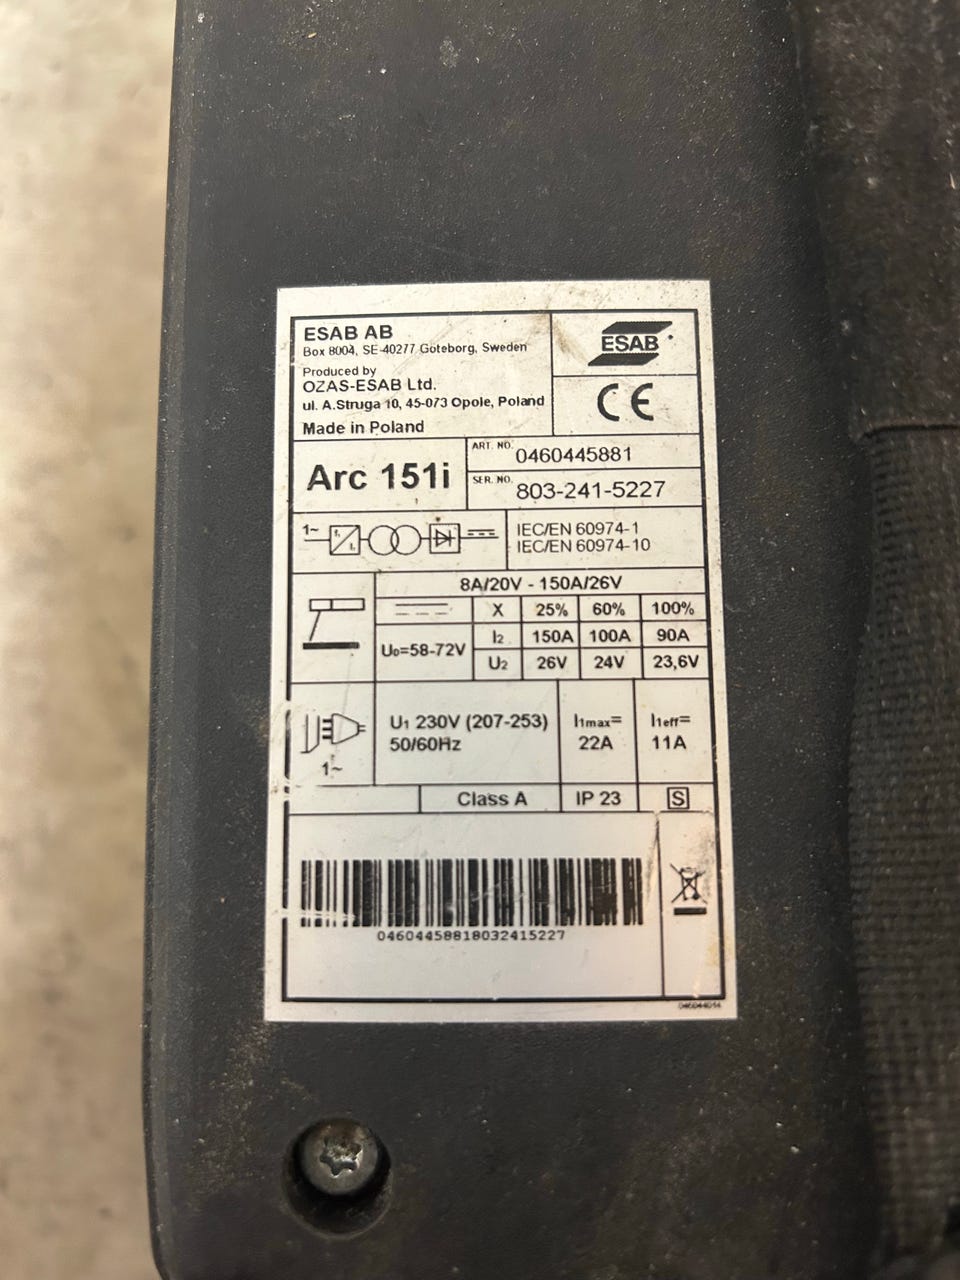 ESAB AB
Box 8004, SE-40277 Göteborg, Sweden
Produced by
OZAS-ESAB Ltd.
ul. A.Struga 10, 45-073 Opole, Poland
Made in Poland
ESAB
CE
Arc 151i
ART. NO. 0460445881
SER. NO. 803-241-5227
1~
IEC/EN 60974-1
IEC/EN 60974-10
8A/20V - 150A/26V
X 25% 60% 100%
U₀=58-72V
I₂ 150A 100A 90A
U₂ 26V 24V 23,6V
1~
U₁ 230V (207-253)
50/60Hz
I₁max=
22A
I₁eff=
11A
Class A IP 23 S
04604458818032415227